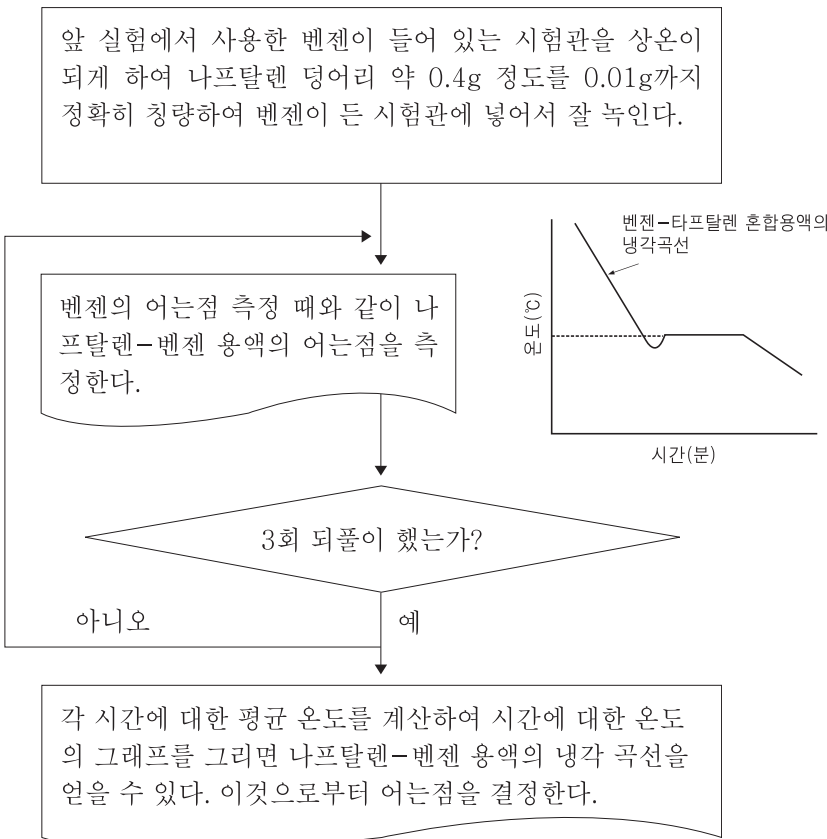 앞 실험에서 사용한 벤젠이 들어 있는 시험관을 상온이
되게 하여 나프탈렌 덩어리 약 0.4g 정도를 0.01g까지
정확히 칭량하여 벤젠이 든 시험관에 넣어서 잘 녹인다.
벤젠-타프탈렌 혼합용액의
냉각곡선
온도(℃)
시간(분)
벤젠의 어는점 측정 때와 같이 나
프탈렌-벤젠 용액의 어는점을 측
정한다.
3회 되풀이 했는가?
아니오
예
각 시간에 대한 평균 온도를 계산하여 시간에 대한 온도
의 그래프를 그리면 나프탈렌-벤젠 용액의 냉각 곡선을
얻을 수 있다. 이것으로부터 어는점을 결정한다.